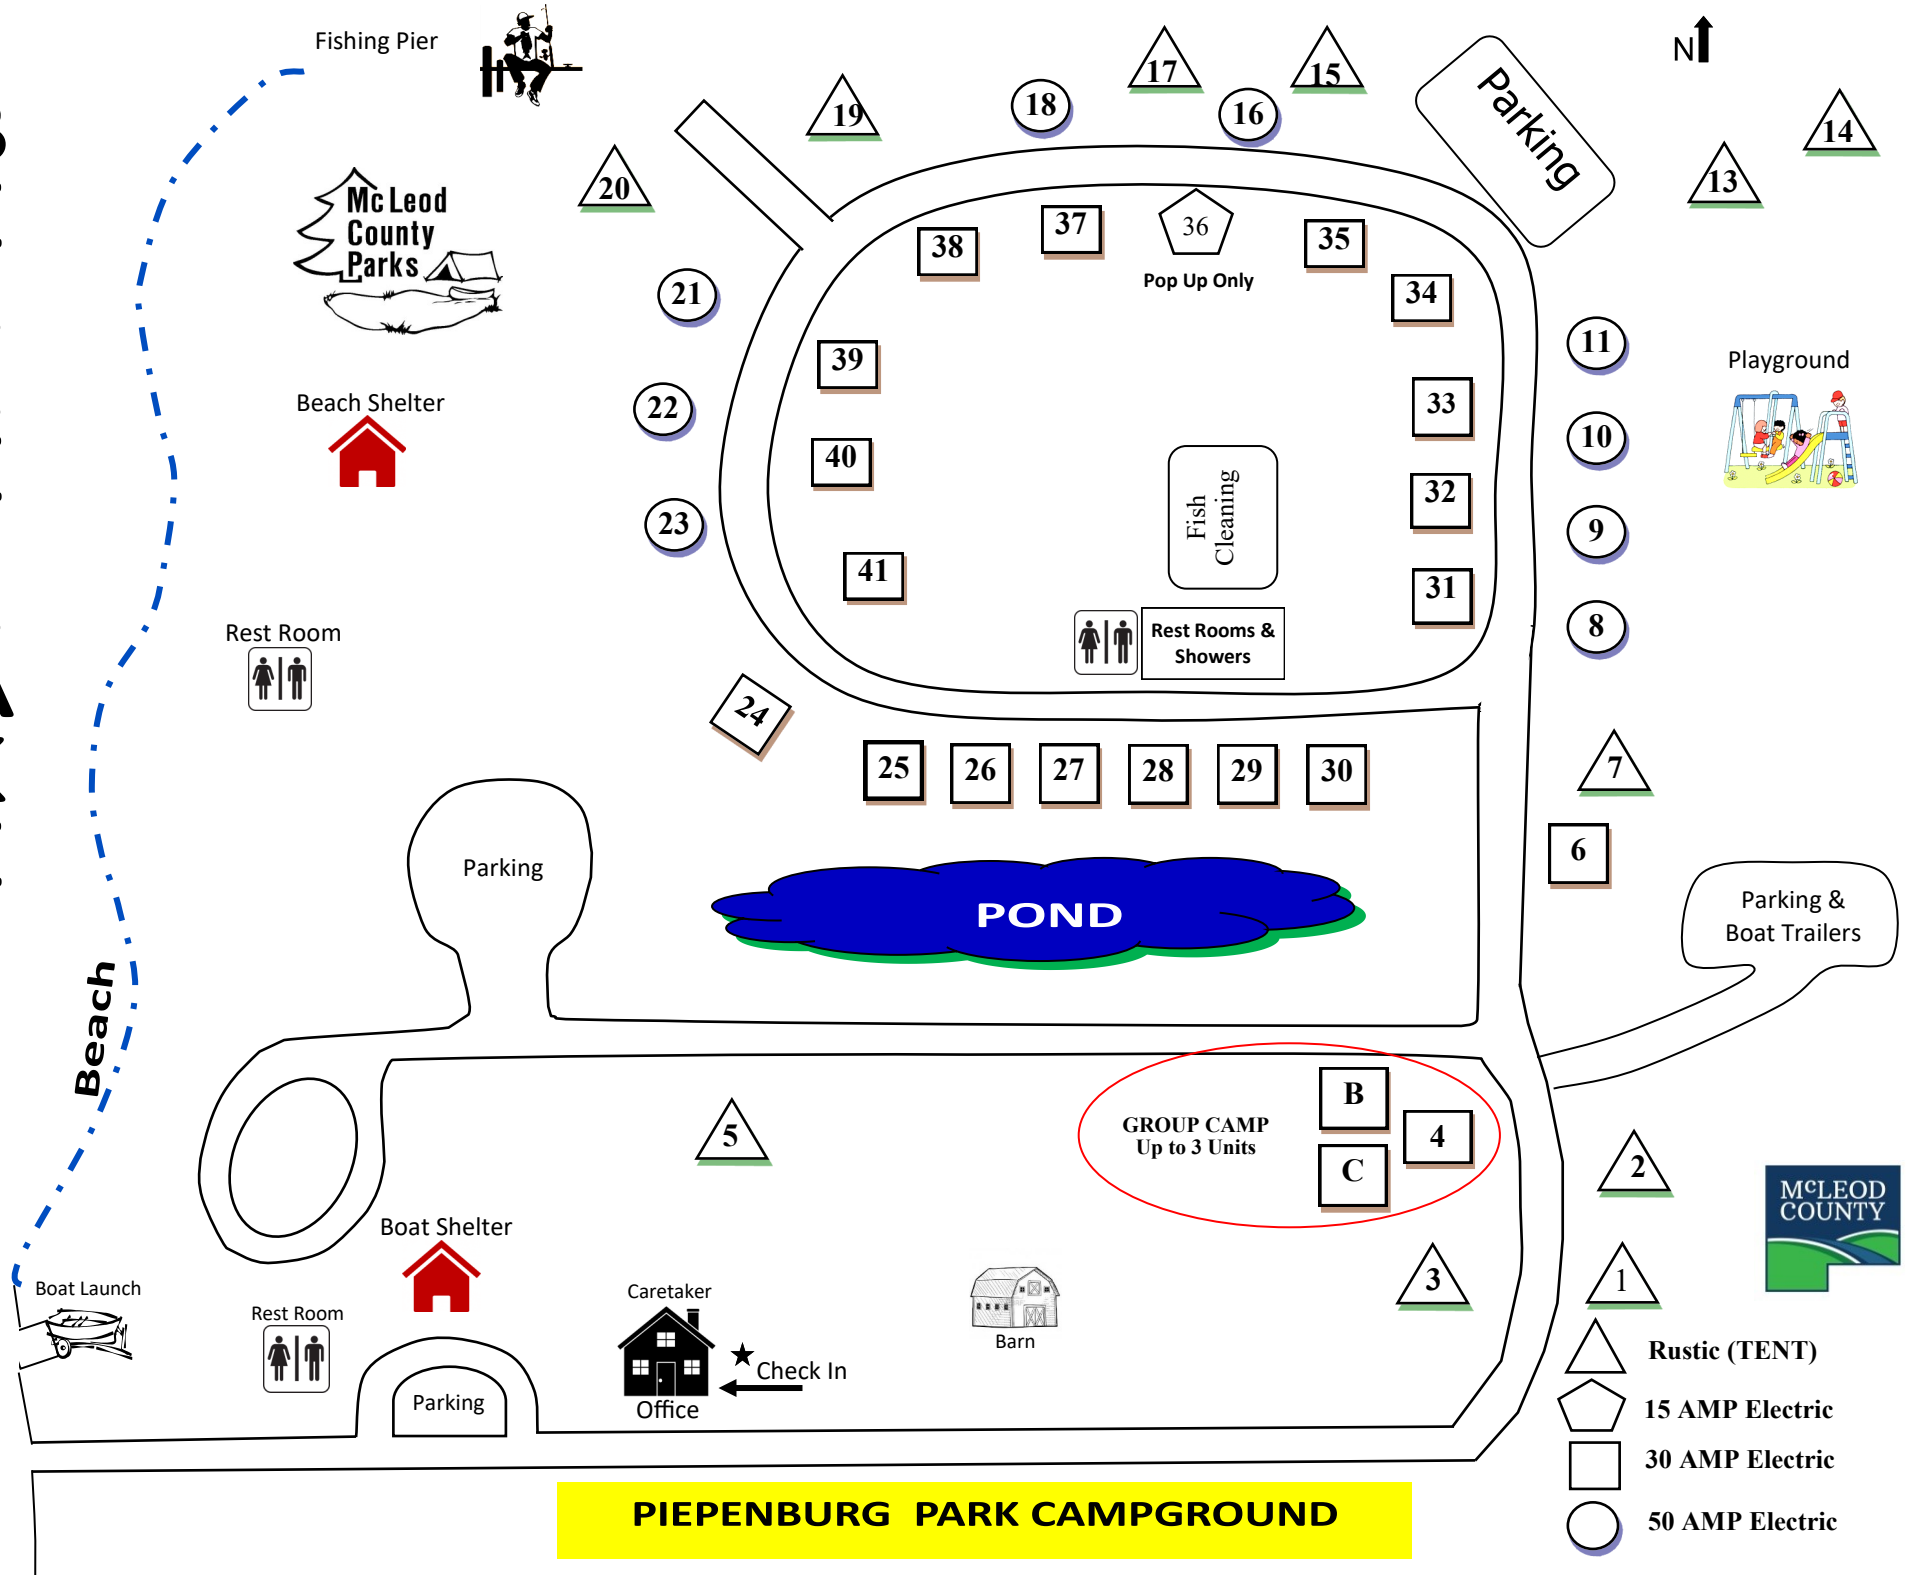 Fishing Pier
N
17
15
Parking
18
16
19
14
20
13
Mc Leod
County
Parks
38
37
36
35
Pop Up Only
21
34
39
11
Playground
Beach Shelter
22
33
10
40
Fish
Cleaning
32
23
9
41
31
8
Rest Room
Rest Rooms &
Showers
24
25
26
27
28
29
30
7
6
Parking
POND
Parking &
Boat Trailers
Beach
B
GROUP CAMP
Up to 3 Units
4
C
5
2
McLEOD
COUNTY
Boat Shelter
3
1
Boat Launch
Rest Room
Caretaker
Barn
Check In
Office
Parking
Rustic (TENT)
15 AMP Electric
30 AMP Electric
50 AMP Electric
PIEPENBURG PARK CAMPGROUND